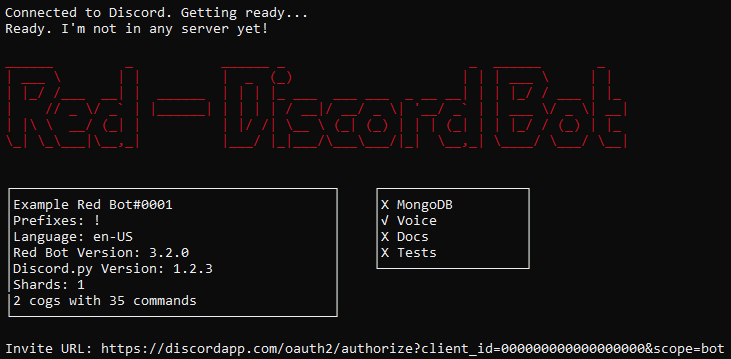 Connected to Discord. Getting ready...
Ready. I'm not in any server yet!
Red - DiscordBot
Example Red Bot#0001
Prefixes: !
Language: en-US
Red Bot Version: 3.2.0
Discord.py Version: 1.2.3
Shards: 1
2 cogs with 35 commands
X MongoDB
√ Voice
X Docs
X Tests
Invite URL: https://discordapp.com/oauth2/authorize?client_id=000000000000000000&scope=bot